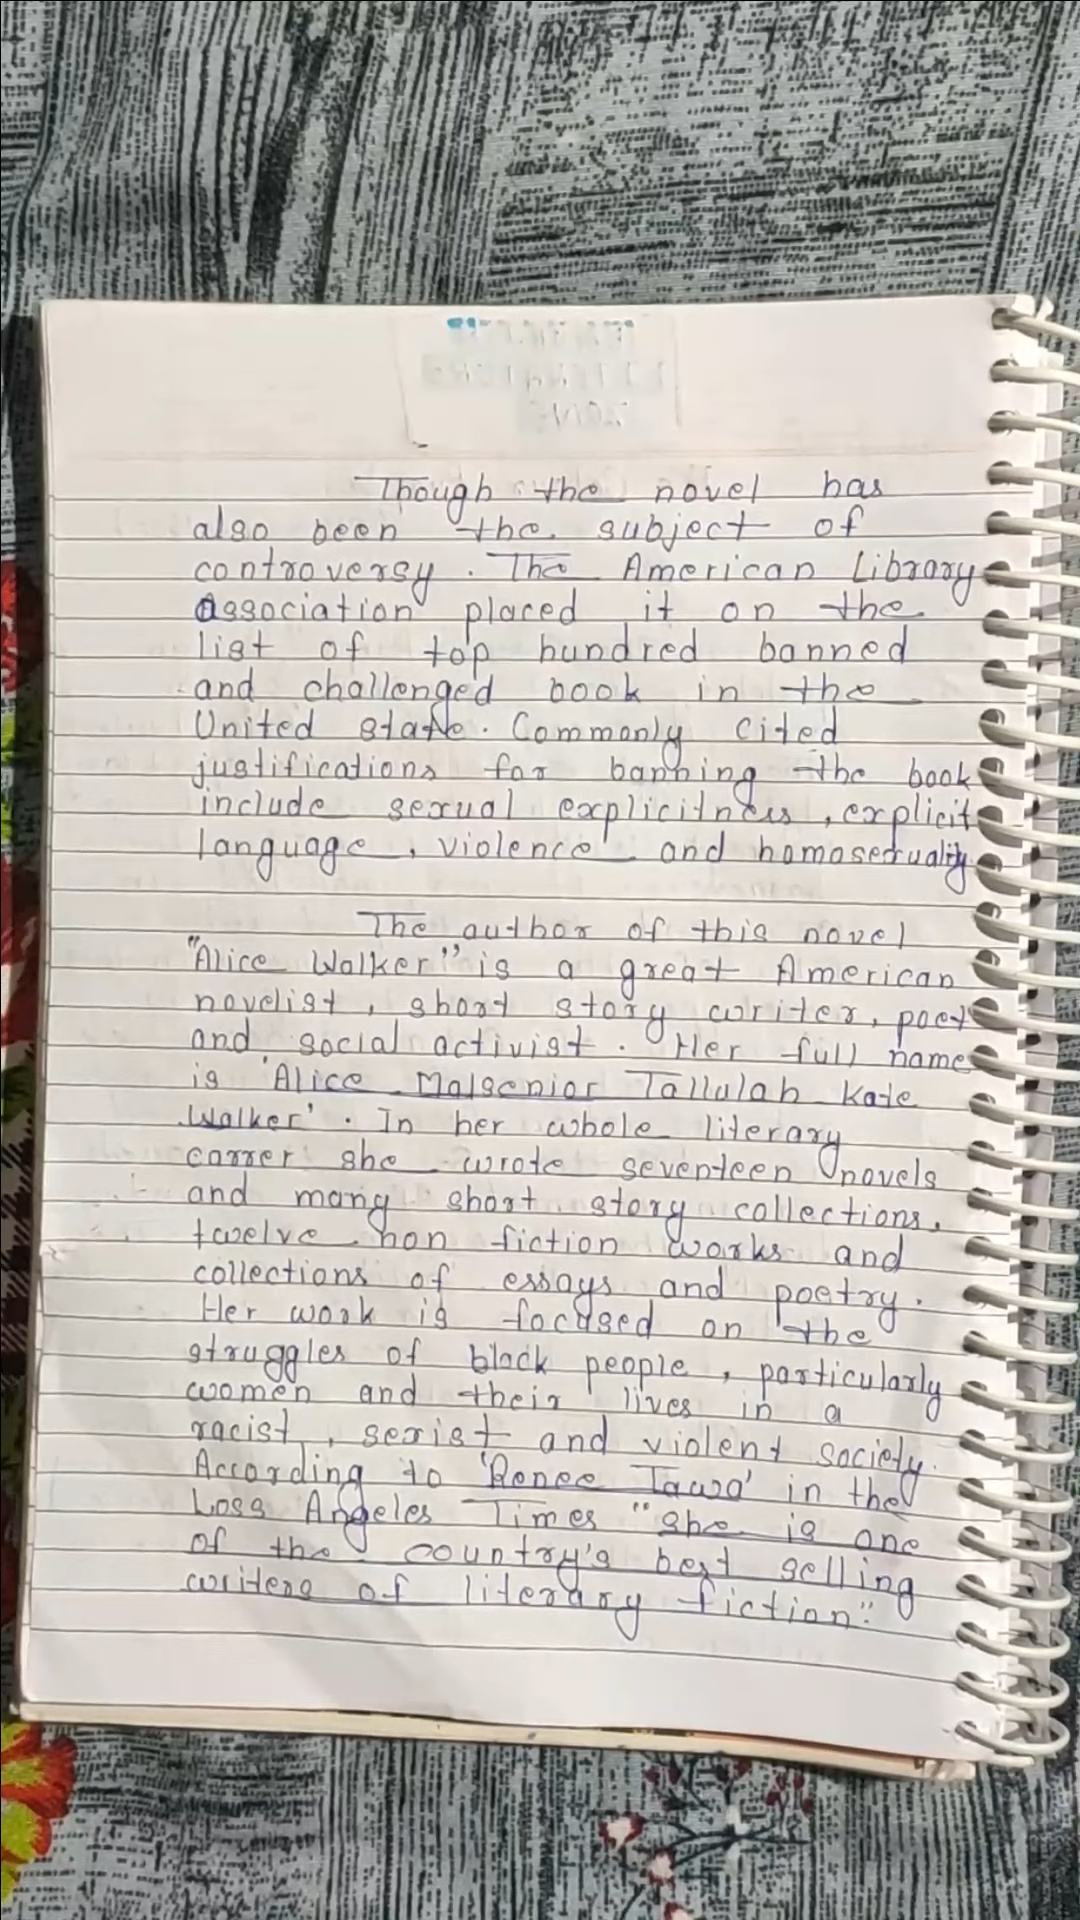 Though the novel has
also been the subject of
controversy. The American Library
Association placed it on the
list of top hundred banned
and challenged book in the
United state. Commonly cited
justifications for banning the book
include sexual explicitness, explicit
language, violence and homosexuality
The author of this novel
"Alice Walker" is a great American
novelist, short story writer, poet
and social activist. Her full name
is 'Alice Malsenior Tallulah Kate
Walker'. In her whole literary
carrer she wrote seventeen novels
and many short story collections,
twelve non fiction works and
collections of essays and poetry.
Her work is focused on the
struggles of black people, particularly
women and their lives in a
racist, sexist and violent society.
According to 'Renee Tawa' in the
Loss Angeles Times "she is one
of the country's best selling
writers of literary fiction".